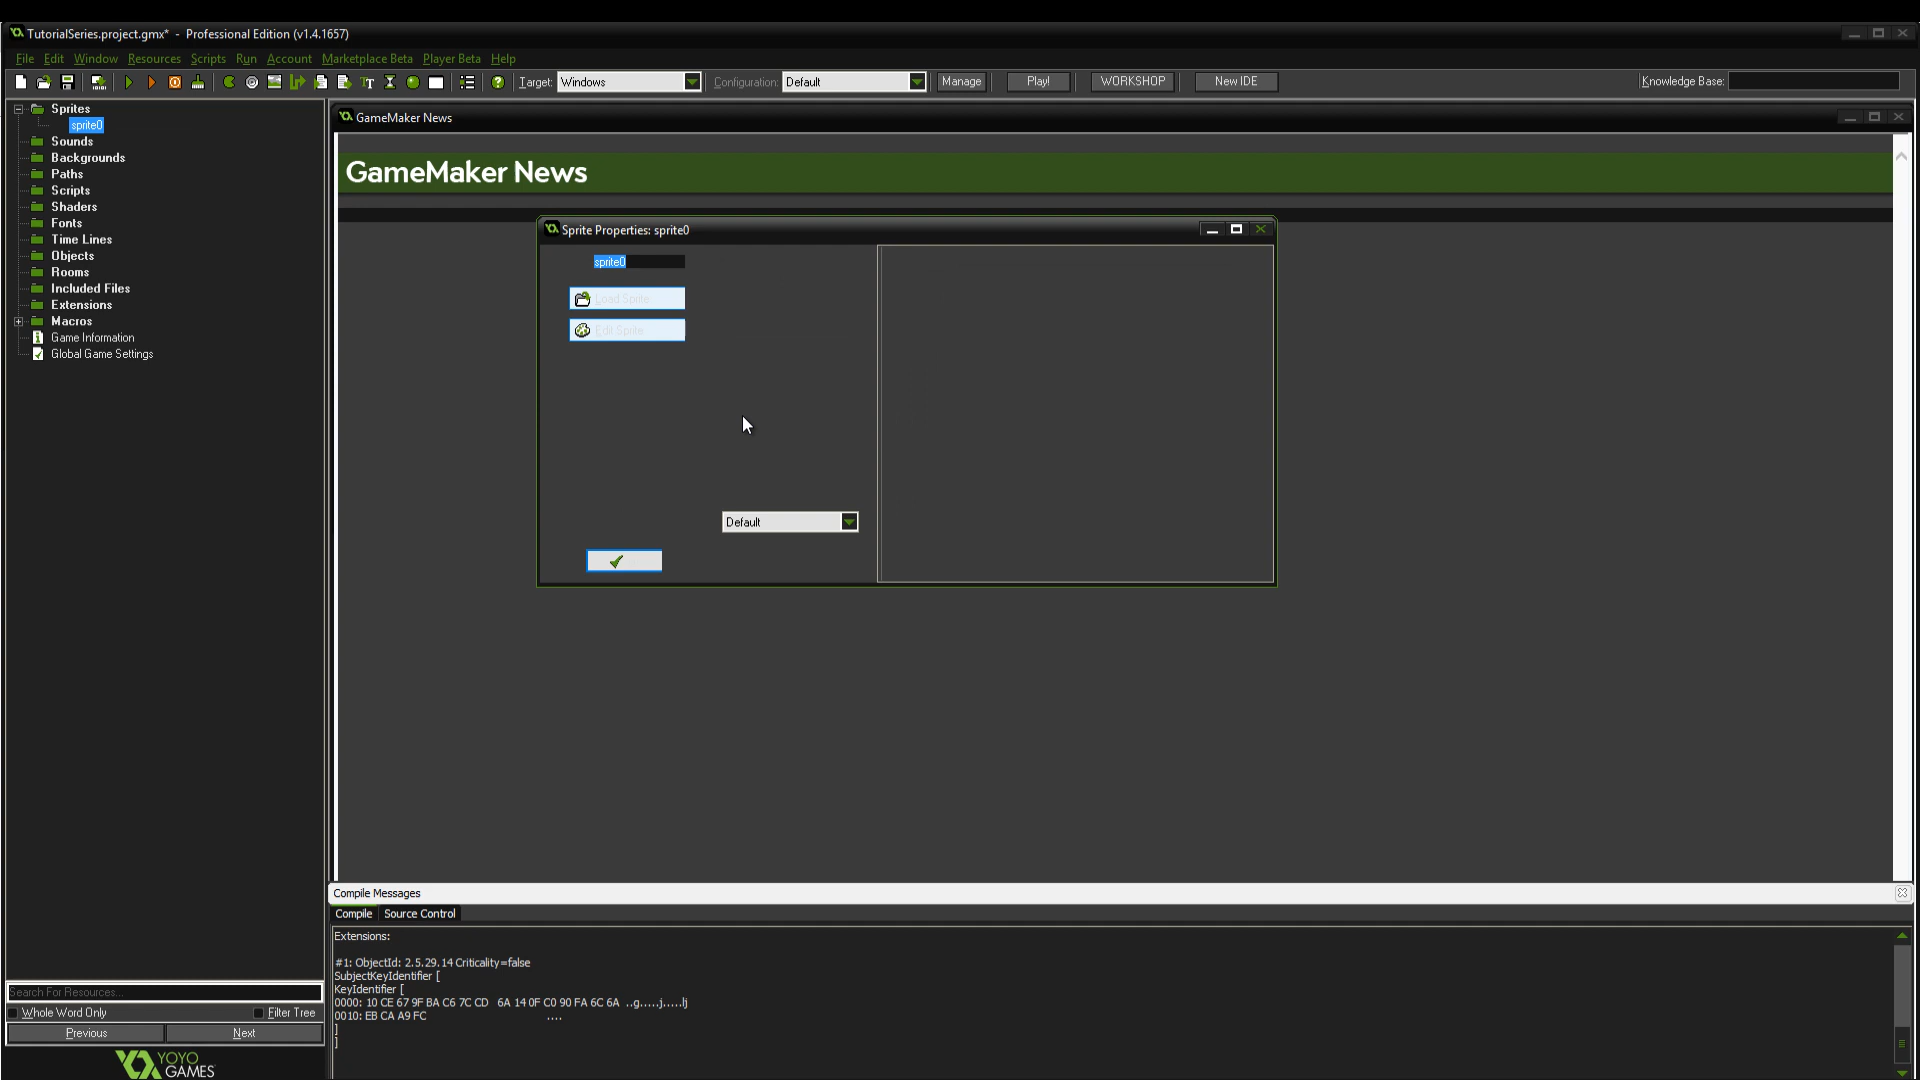 TutorialSeries.project.gmx* - Professional Edition (v1.4.1657)
File Edit Window Resources Scripts Run Account Marketplace Beta Player Beta Help
Target: Windows Configuration: Default Manage Play! WORKSHOP New IDE Knowledge Base:
Sprites
sprite0
Sounds
Backgrounds
Paths
Scripts
Shaders
Fonts
Time Lines
Objects
Rooms
Included Files
Extensions
Macros
Game Information
Global Game Settings
GameMaker News
GameMaker News
Sprite Properties: sprite0
sprite0
Load Sprite
Edit Sprite
Default
Compile Messages
Compile Source Control
Extensions:
#1: ObjectId: 2.5.29.14 Criticality=false
SubjectKeyIdentifier [
KeyIdentifier [
0000: 10 CE 67 9F BA C6 7C CD 6A 14 0F C0 90 FA 6C 6A ..g.....j.....lj
0010: EB CA A9 FC ....
]
]
Search For Resources...
Whole Word Only Filter Tree
Previous Next
YOYO
GAMES